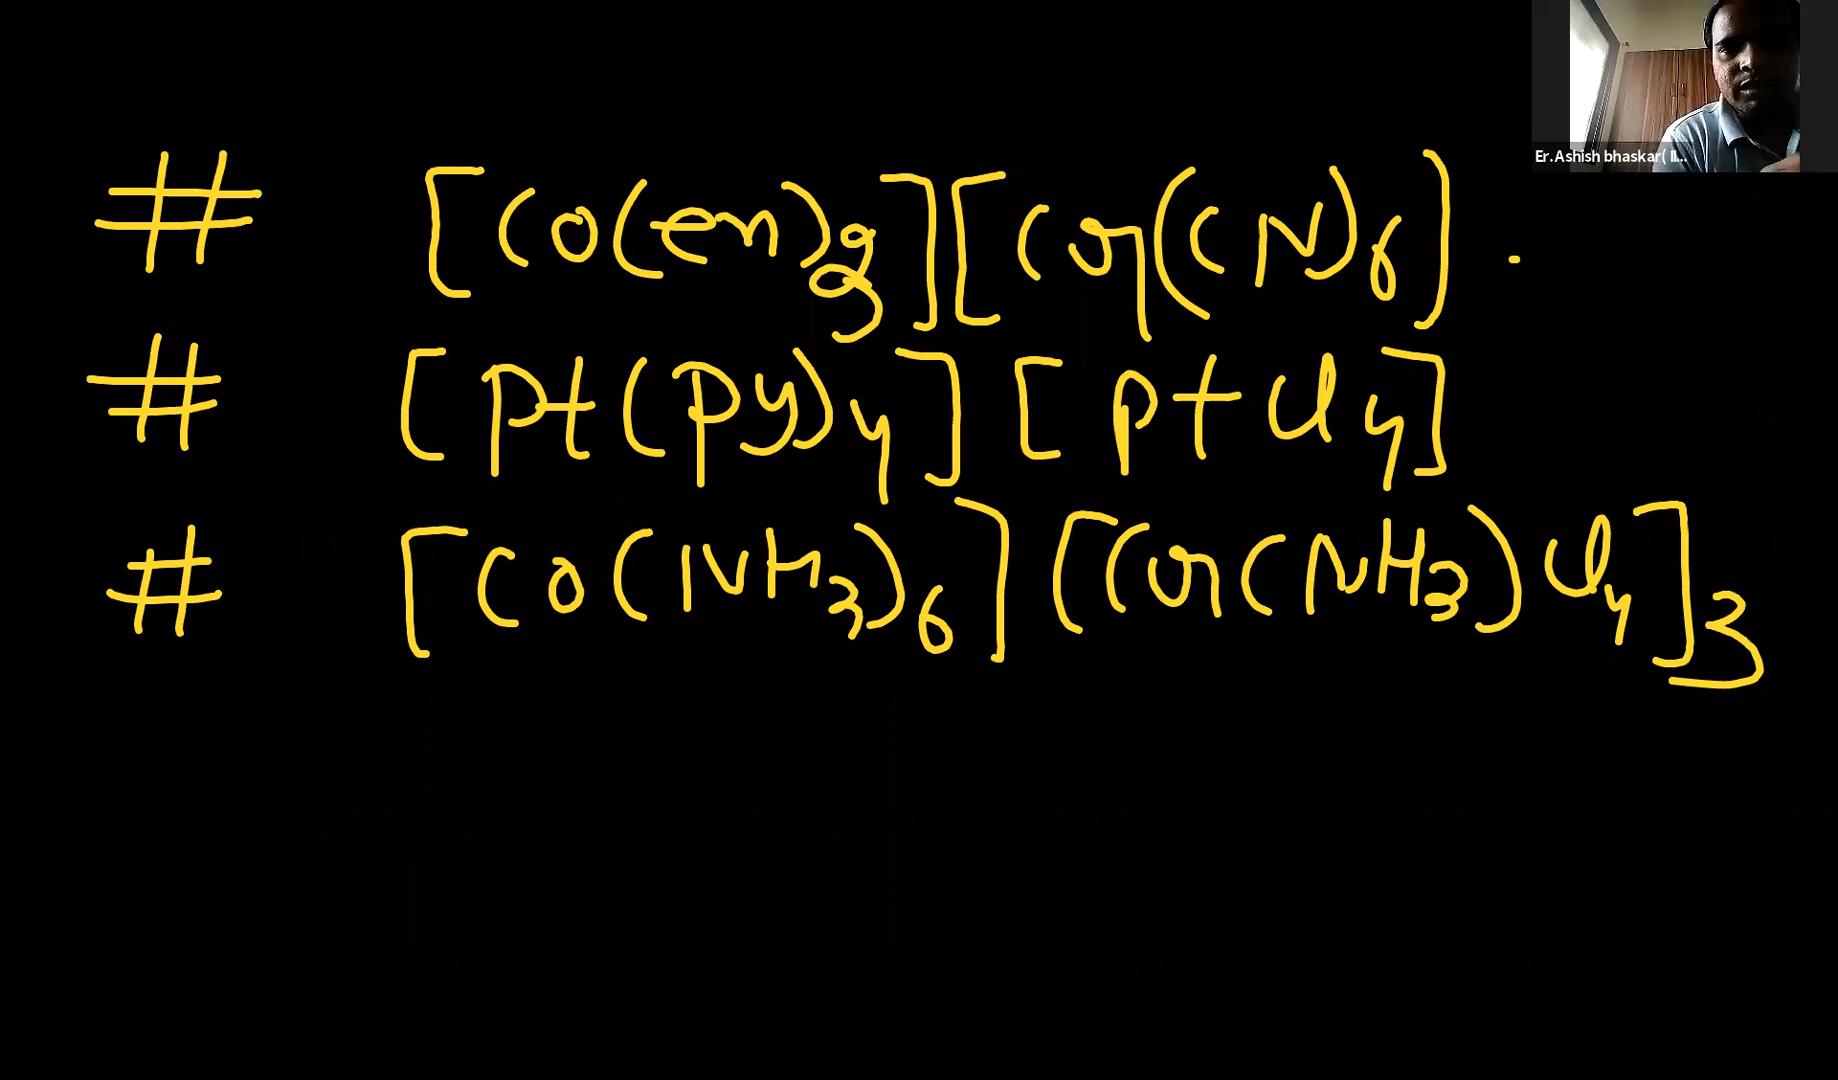 Er.Ashish bhaskar( II...
# [Co(en)3][Cr(CN)6] .
# [Pt(py)4][PtCl4]
# [Co(NH3)6][Cr(NH3)Cl4]3